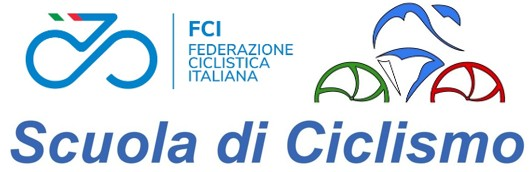 FCI
FEDERAZIONE
CICLISTICA
ITALIANA
Scuola di Ciclismo